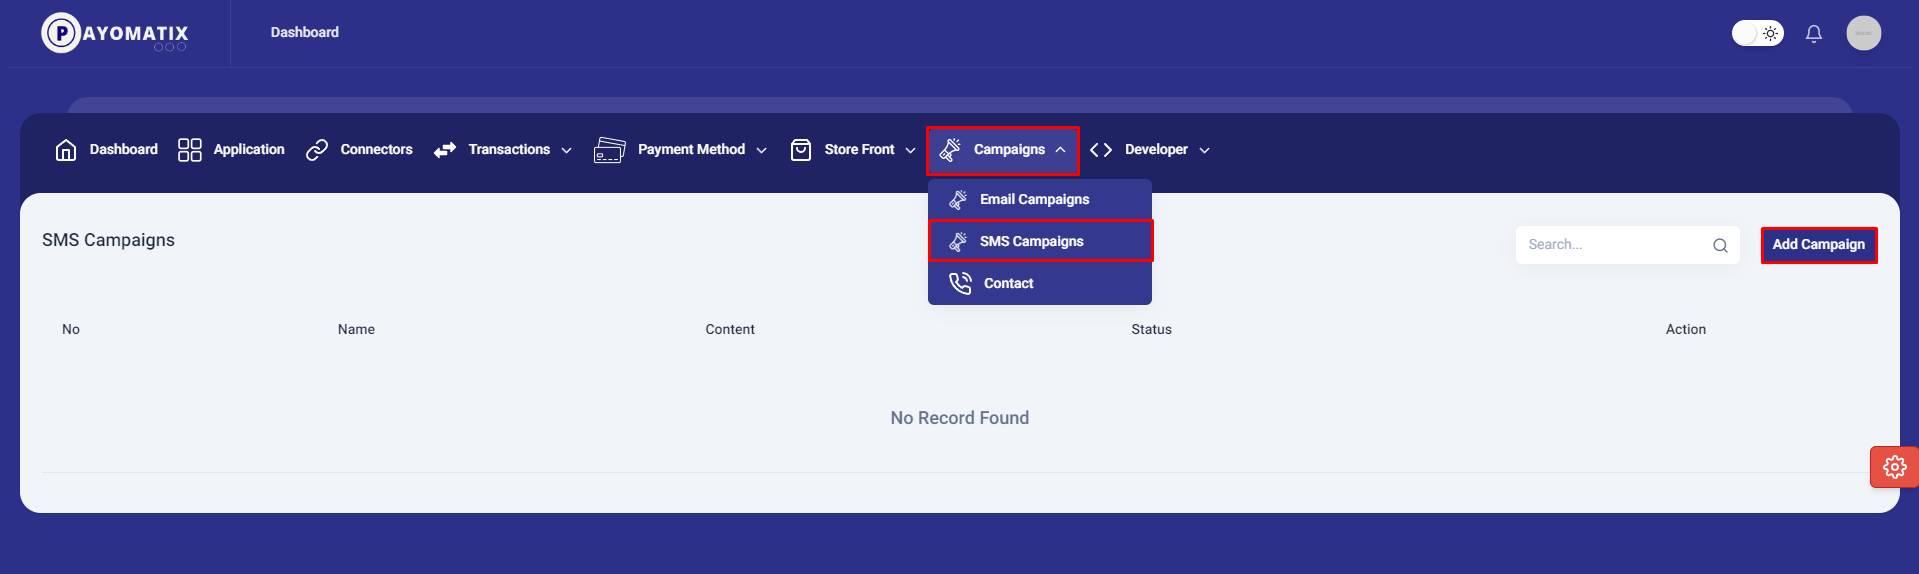 PAYOMATIX
Dashboard
Dashboard
Application
Connectors
Transactions
Payment Method
Store Front
Campaigns
Developer
Email Campaigns
SMS Campaigns
Contact
SMS Campaigns
Search...
Add Campaign
No Name Content Status Action
No Record Found